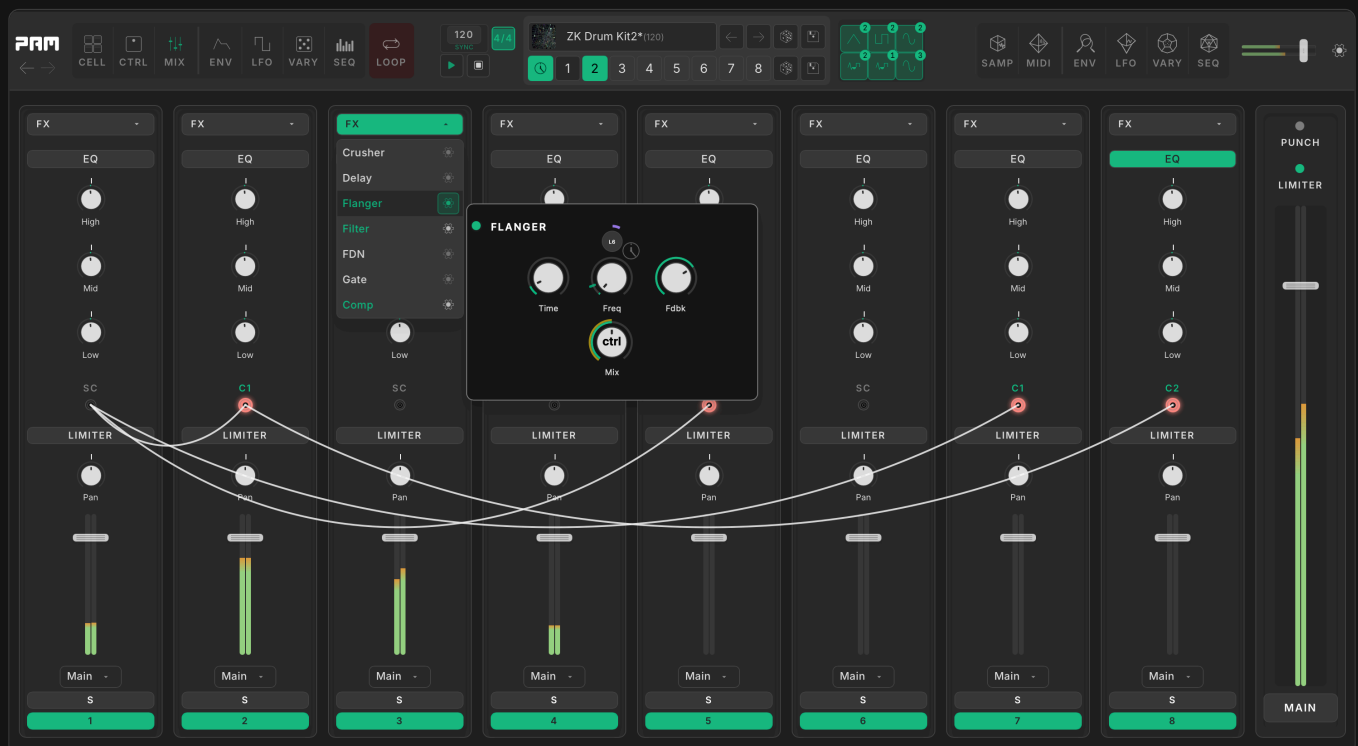 PAM
CELL CTRL MIX ENV LFO VARY SEQ LOOP
120
SYNC
4/4
ZK Drum Kit2*(120)
1 2 3 4 5 6 7 8
2 2 2
2 1 3
SAMP MIDI ENV LFO VARY SEQ
FX FX FX FX FX FX FX FX
EQ EQ EQ EQ EQ EQ EQ
Crusher
Delay
Flanger
Filter
FDN
Gate
Comp
FLANGER
L6
Time Freq Fdbk
ctrl
Mix
High High High High High
Mid Mid Mid Mid Mid
Low Low Low Low Low Low
SC C1 SC SC C1 C2
LIMITER LIMITER LIMITER LIMITER LIMITER LIMITER LIMITER LIMITER
Pan Pan Pan Pan Pan Pan Pan Pan
Main Main Main Main Main Main Main Main
S S S S S S S S
1 2 3 4 5 6 7 8
PUNCH
LIMITER
MAIN